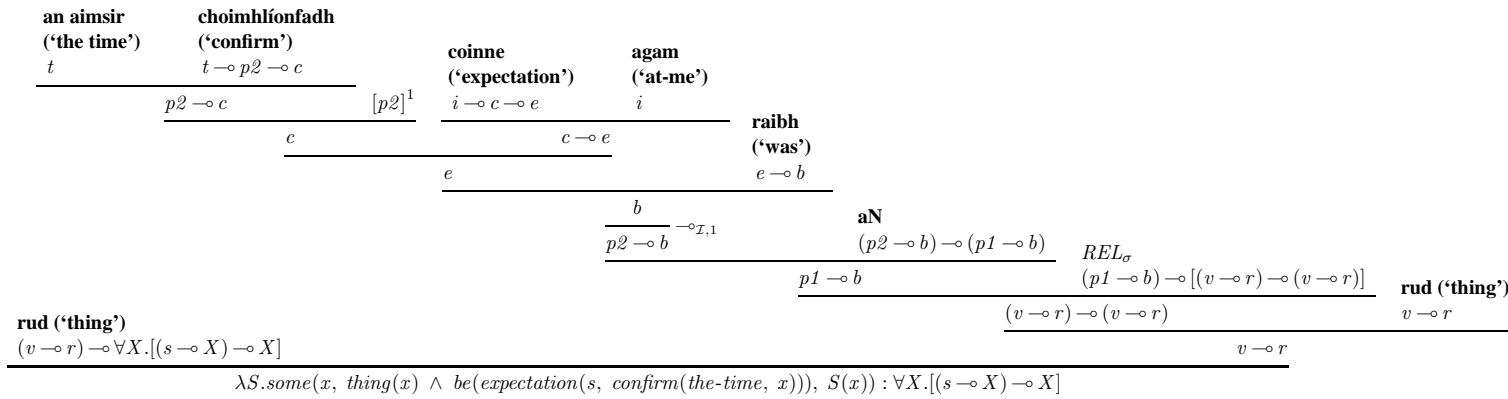 an aimsir choimhlíonfadh
(‘the time’) (‘confirm’) coinne agam
t t ⊸ p2 ⊸ c (‘expectation’) (‘at-me’)
p2 ⊸ c [p2]¹ i ⊸ c ⊸ e i raibh
c c ⊸ e (‘was’)
e e ⊸ b
b ⊸ᵢ,₁ aN
p2 ⊸ b (p2 ⊸ b) ⊸ (p1 ⊸ b) RELσ
p1 ⊸ b (p1 ⊸ b) ⊸ [(v ⊸ r) ⊸ (v ⊸ r)] rud (‘thing’)
rud (‘thing’) (v ⊸ r) ⊸ (v ⊸ r) v ⊸ r
(v ⊸ r) ⊸ ∀X.[(s ⊸ X) ⊸ X] v ⊸ r
λS.some(x, thing(x) ∧ be(expectation(s, confirm(the-time, x))), S(x)) : ∀X.[(s ⊸ X) ⊸ X]